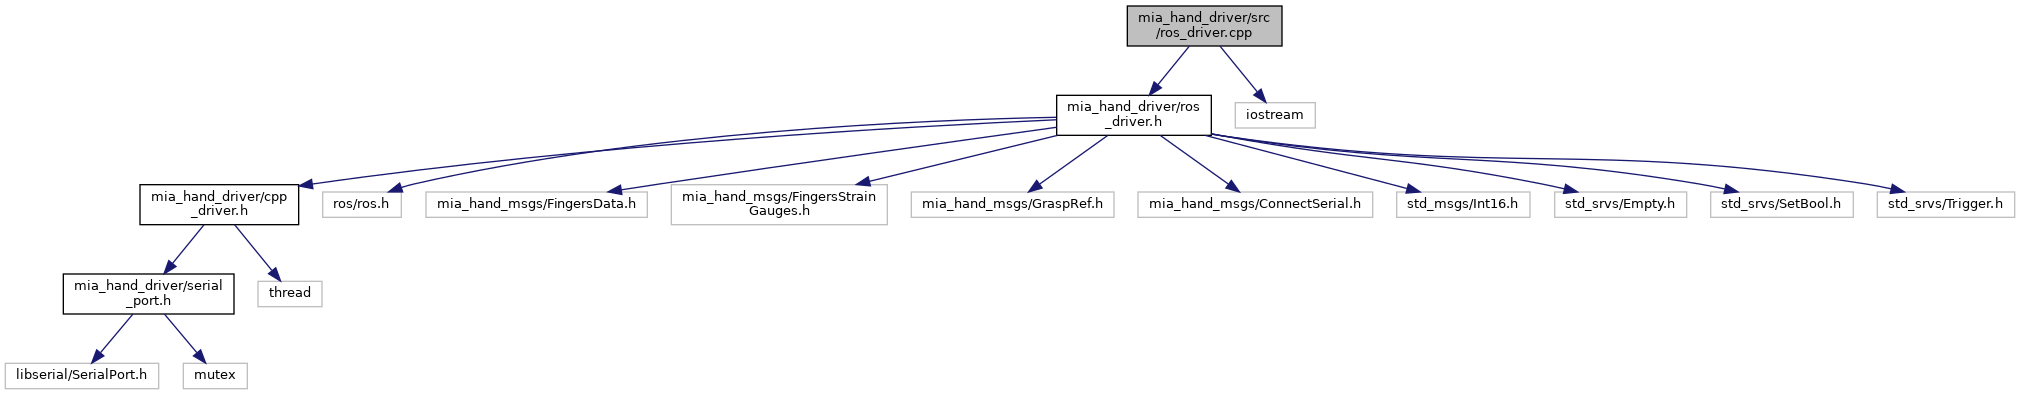 mia_hand_driver/src
/ros_driver.cpp
mia_hand_driver/ros
_driver.h
iostream
mia_hand_driver/cpp
_driver.h
ros/ros.h
mia_hand_msgs/FingersData.h
mia_hand_msgs/FingersStrain
Gauges.h
mia_hand_msgs/GraspRef.h
mia_hand_msgs/ConnectSerial.h
std_msgs/Int16.h
std_srvs/Empty.h
std_srvs/SetBool.h
std_srvs/Trigger.h
mia_hand_driver/serial
_port.h
thread
libserial/SerialPort.h
mutex